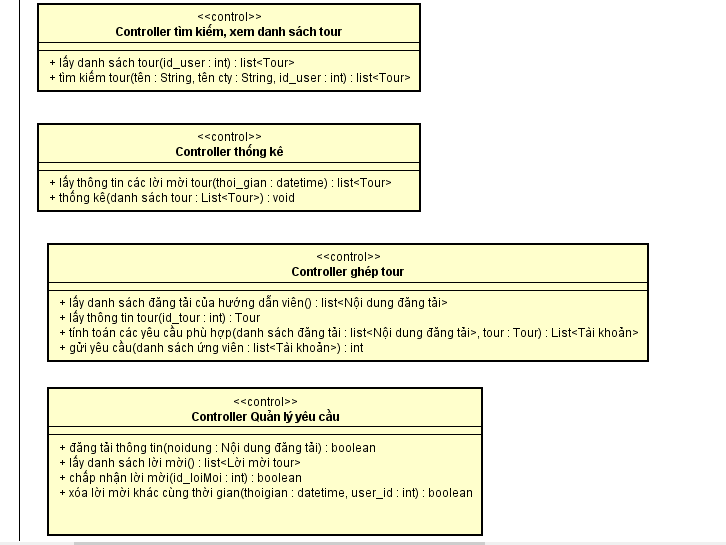 <<control>>
Controller tìm kiếm, xem danh sách tour
+ lấy danh sách tour(id_user : int) : list<Tour>
+ tìm kiếm tour(tên : String, tên cty : String, id_user : int) : list<Tour>
<<control>>
Controller thống kê
+ lấy thông tin các lời mời tour(thoi_gian : datetime) : list<Tour>
+ thống kê(danh sách tour : List<Tour>) : void
<<control>>
Controller ghép tour
+ lấy danh sách đăng tải của hướng dẫn viên() : list<Nội dung đăng tải>
+ lấy thông tin tour(id_tour : int) : Tour
+ tính toán các yêu cầu phù hợp(danh sách đăng tải : list<Nội dung đăng tải>, tour : Tour) : List<Tài khoản>
+ gửi yêu cầu(danh sách ứng viên : list<Tài khoản>) : int
<<control>>
Controller Quản lý yêu cầu
+ đăng tải thông tin(noidung : Nội dung đăng tải) : boolean
+ lấy danh sách lời mời() : list<Lời mời tour>
+ chấp nhận lời mời(id_loiMoi : int) : boolean
+ xóa lời mời khác cùng thời gian(thoigian : datetime, user_id : int) : boolean